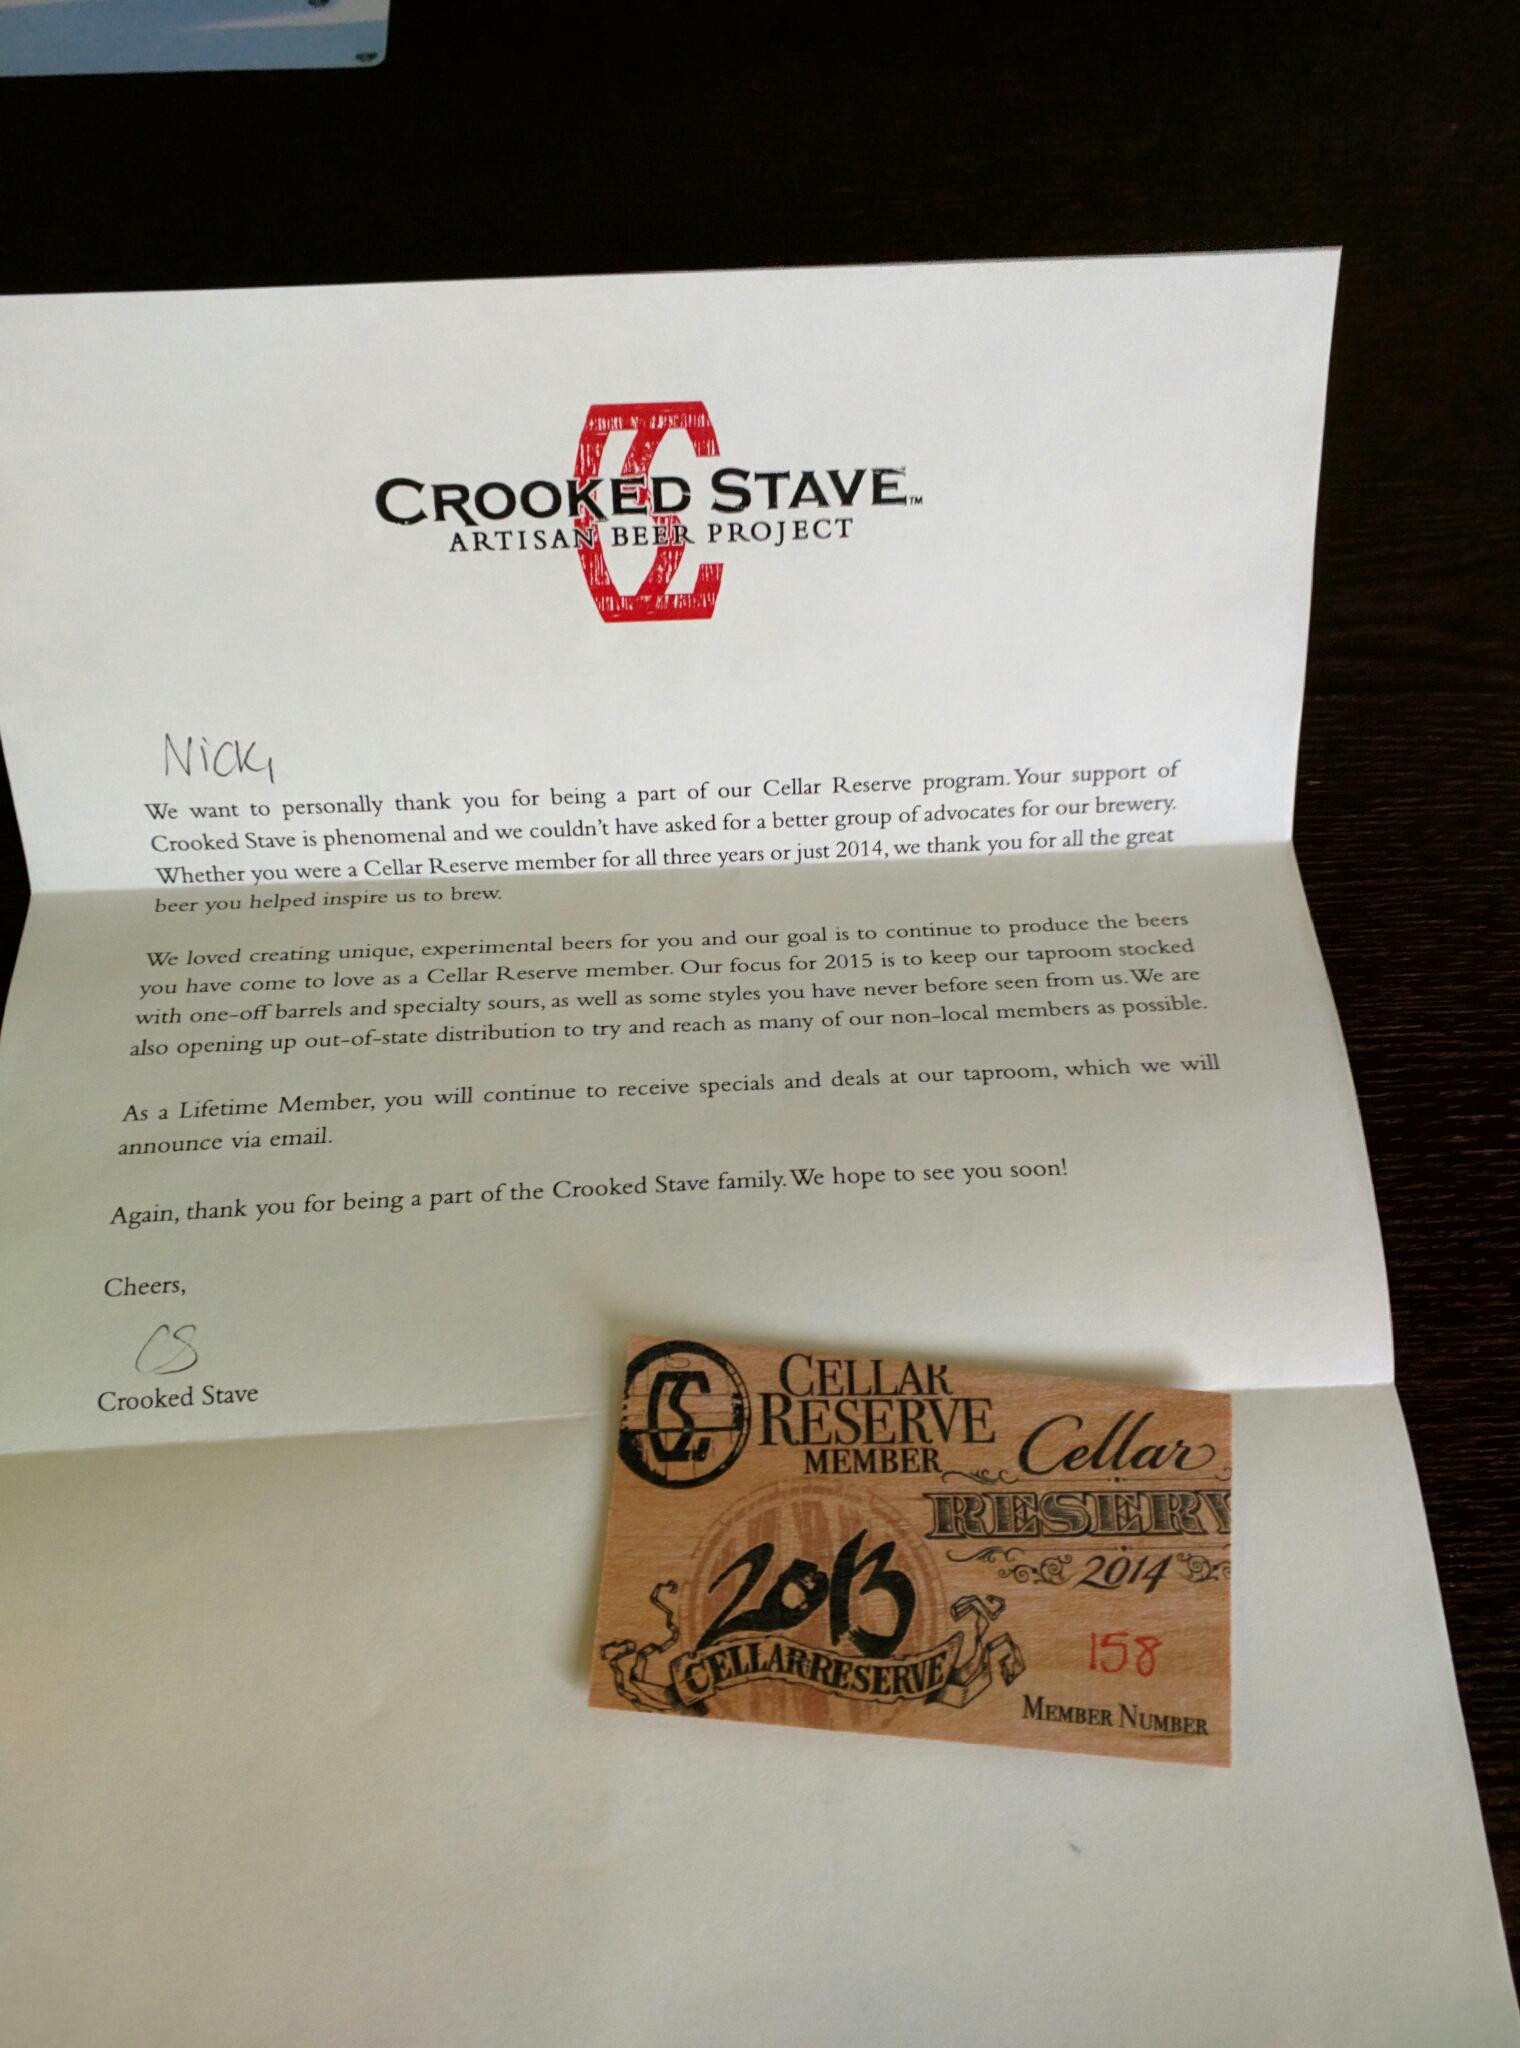 CROOKED STAVE™
ARTISAN BEER PROJECT
Nick,
We want to personally thank you for being a part of our Cellar Reserve program. Your support of
Crooked Stave is phenomenal and we couldn't have asked for a better group of advocates for our brewery.
Whether you were a Cellar Reserve member for all three years or just 2014, we thank you for all the great
beer you helped inspire us to brew.
We loved creating unique, experimental beers for you and our goal is to continue to produce the beers
you have come to love as a Cellar Reserve member. Our focus for 2015 is to keep our taproom stocked
with one-off barrels and specialty sours, as well as some styles you have never before seen from us. We are
also opening up out-of-state distribution to try and reach as many of our non-local members as possible.
As a Lifetime Member, you will continue to receive specials and deals at our taproom, which we will
announce via email.
Again, thank you for being a part of the Crooked Stave family. We hope to see you soon!
Cheers,
CS
Crooked Stave
CELLAR
RESERVE
MEMBER
2013
CELLAR RESERVE
Cellar
RESERV
2014
158
MEMBER NUMBER